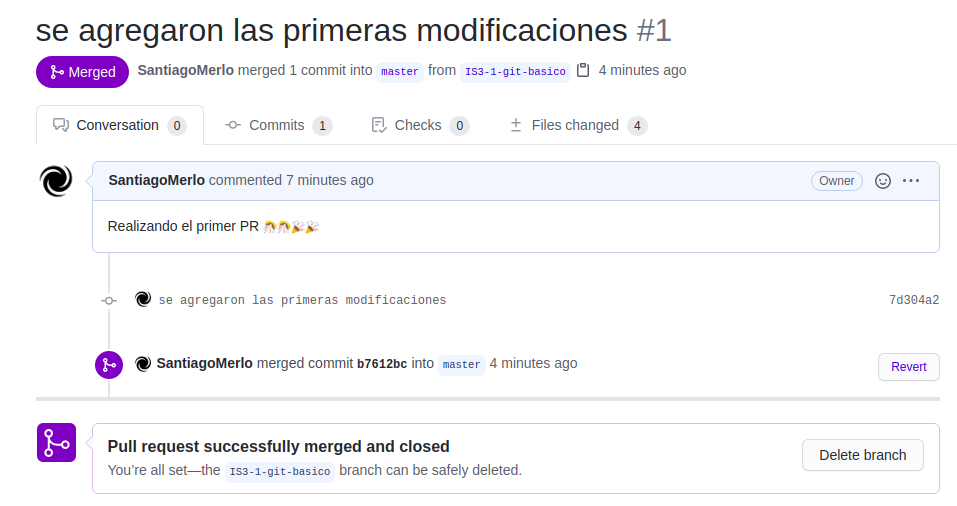 se agregaron las primeras modificaciones #1
Merged SantiagoMerlo merged 1 commit into master from IS3-1-git-basico 4 minutes ago
Conversation 0 Commits 1 Checks 0 Files changed 4
SantiagoMerlo commented 7 minutes ago Owner
Realizando el primer PR
se agregaron las primeras modificaciones 7d304a2
SantiagoMerlo merged commit b7612bc into master 4 minutes ago Revert
Pull request successfully merged and closed
You’re all set—the IS3-1-git-basico branch can be safely deleted.
Delete branch